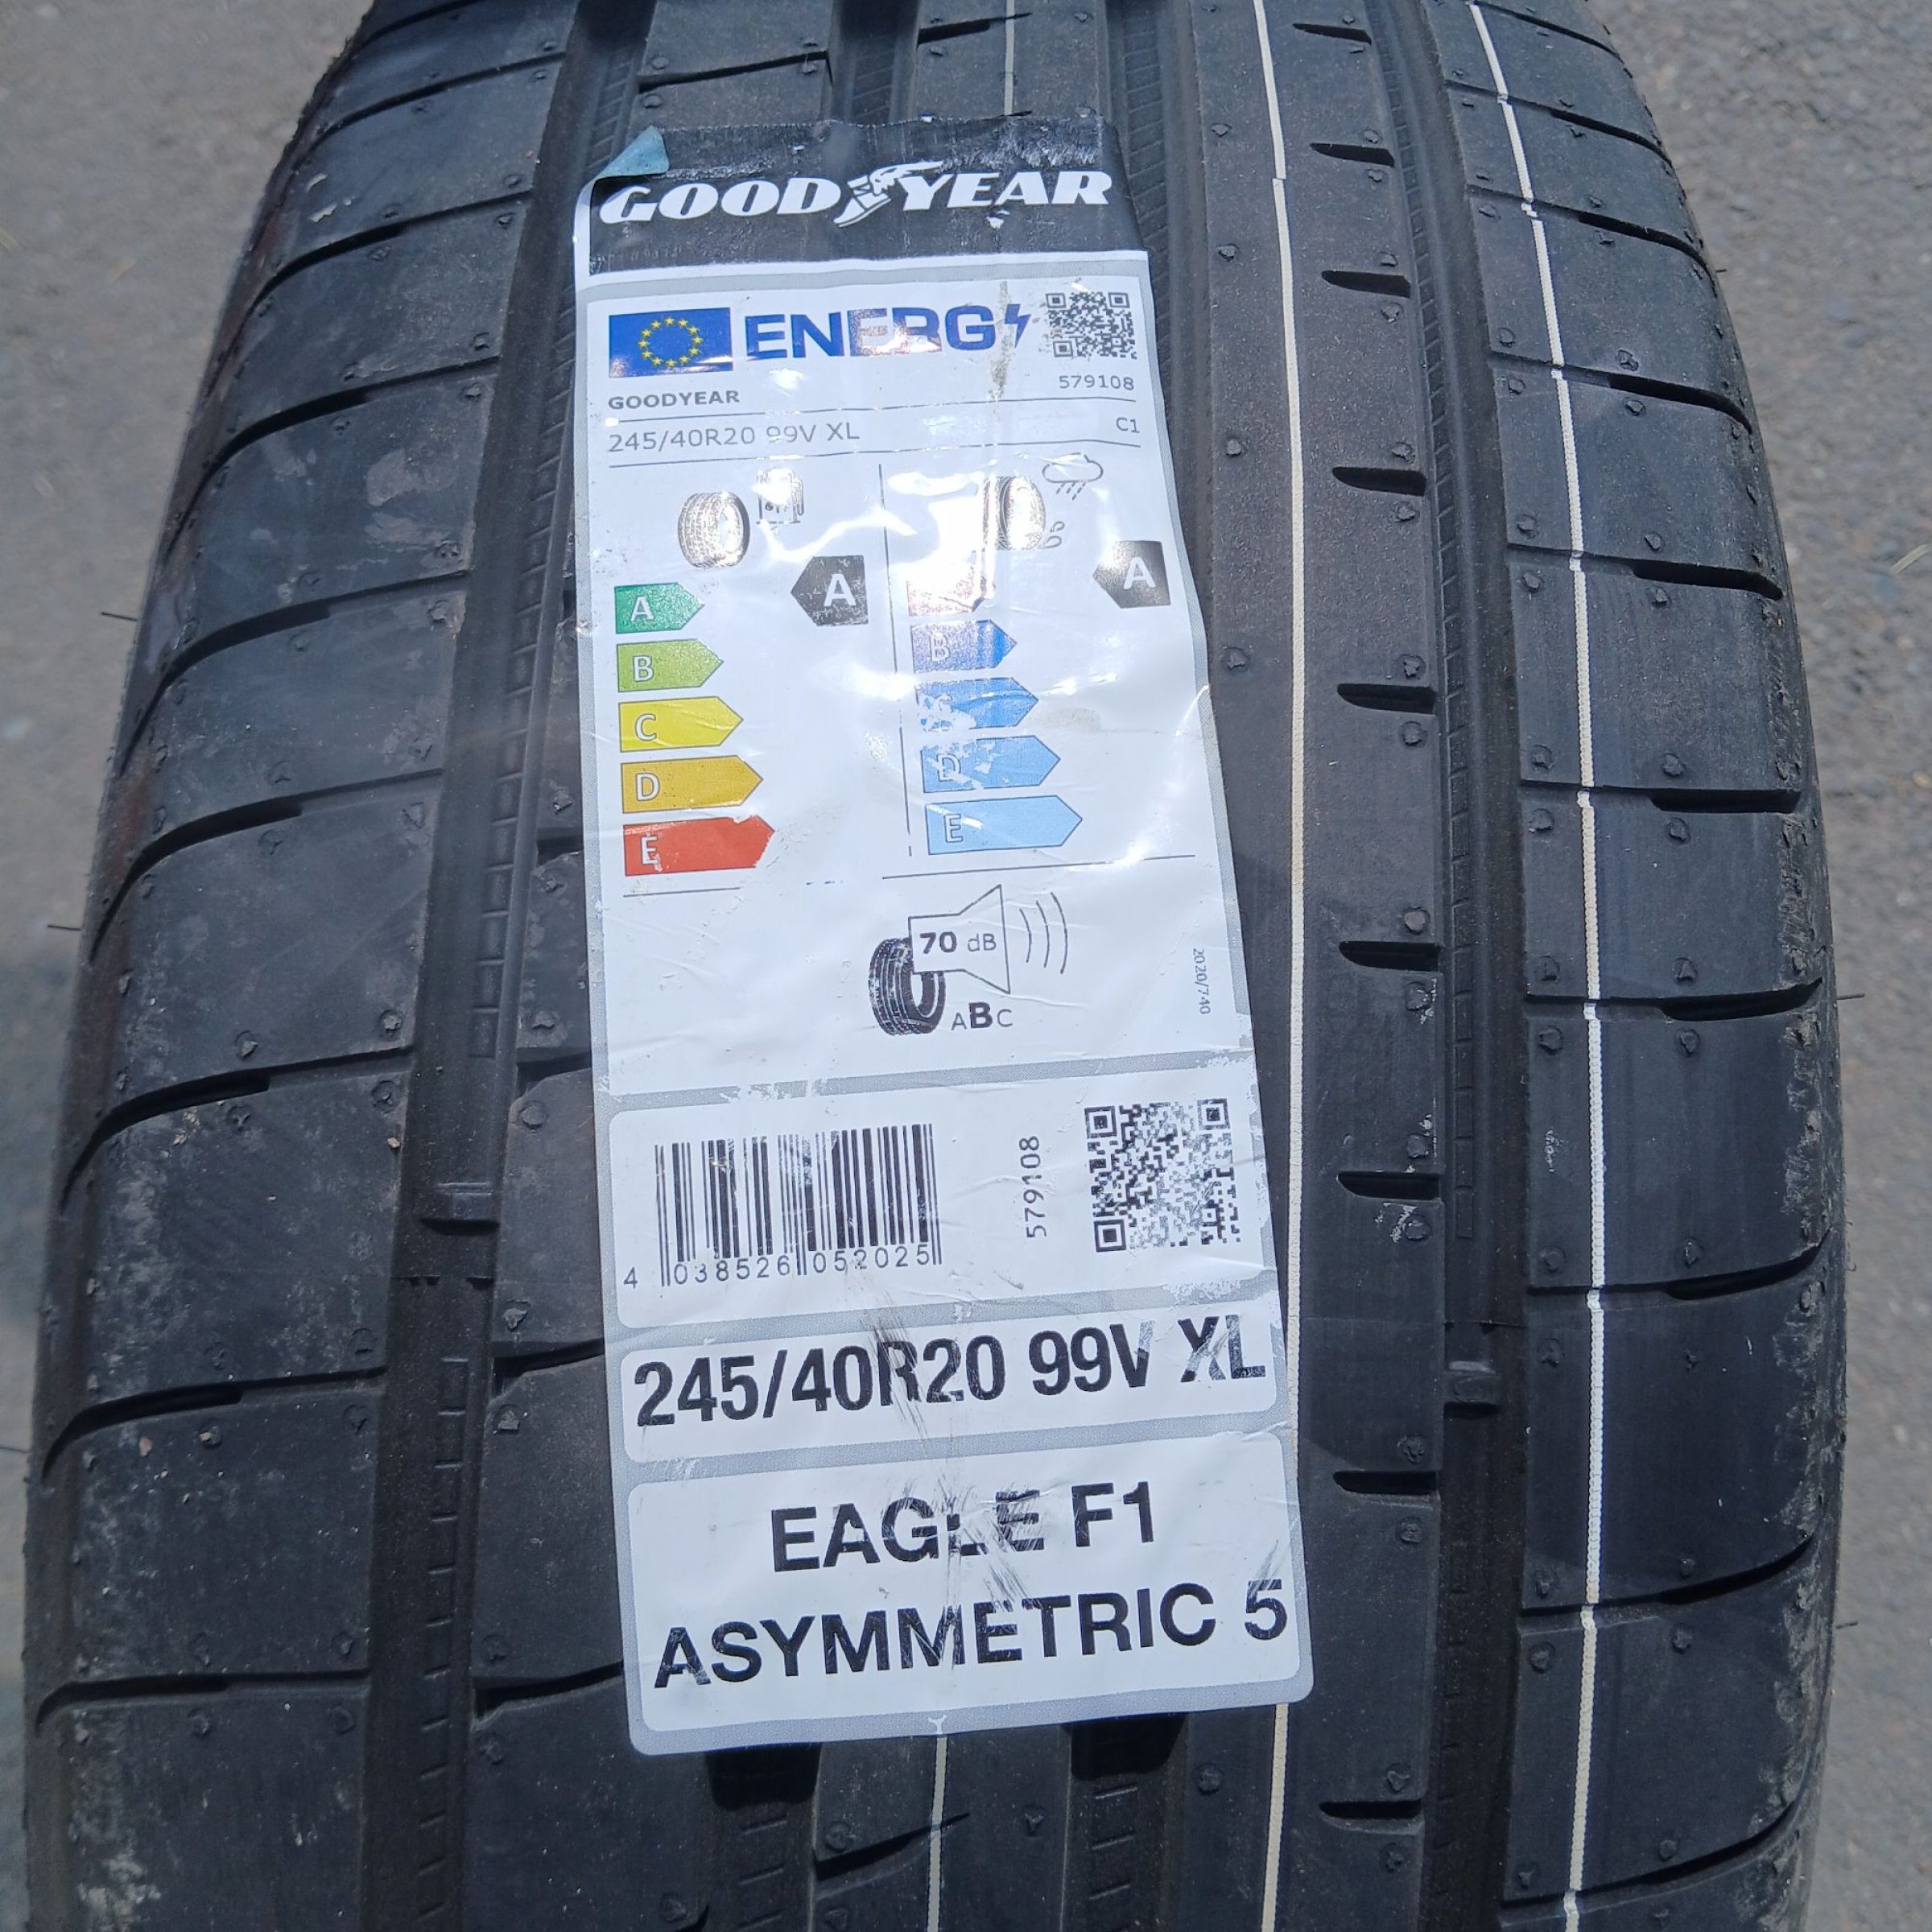 GOODYEAR
ENERG
GOODYEAR
579108
245/40R20 99V XL
C1
A
A
A
B
B
C
D
D
E
E
70 dB
ABC
2020/740
579108
4 038526 052025
245/40R20 99V XL
EAGLE F1
ASYMMETRIC 5